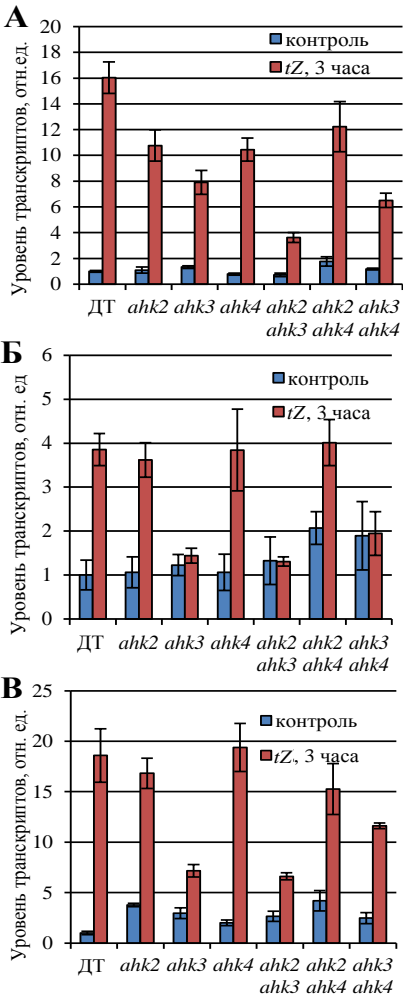 А
Уровень транскриптов, отн.ед.
20
18
16
14
12
10
8
6
4
2
0
контроль
tZ, 3 часа
ДТ ahk2 ahk3 ahk4 ahk2 ahk2 ahk3
ahk3 ahk4 ahk4
Б
Уровень транскриптов, отн. ед
6
5
4
3
2
1
0
контроль
tZ, 3 часа
ДТ ahk2 ahk3 ahk4 ahk2 ahk2 ahk3
ahk3 ahk4 ahk4
В
Уровень транскриптов, отн. ед.
25
20
15
10
5
0
контроль
tZ, 3 часа
ДТ ahk2 ahk3 ahk4 ahk2 ahk2 ahk3
ahk3 ahk4 ahk4